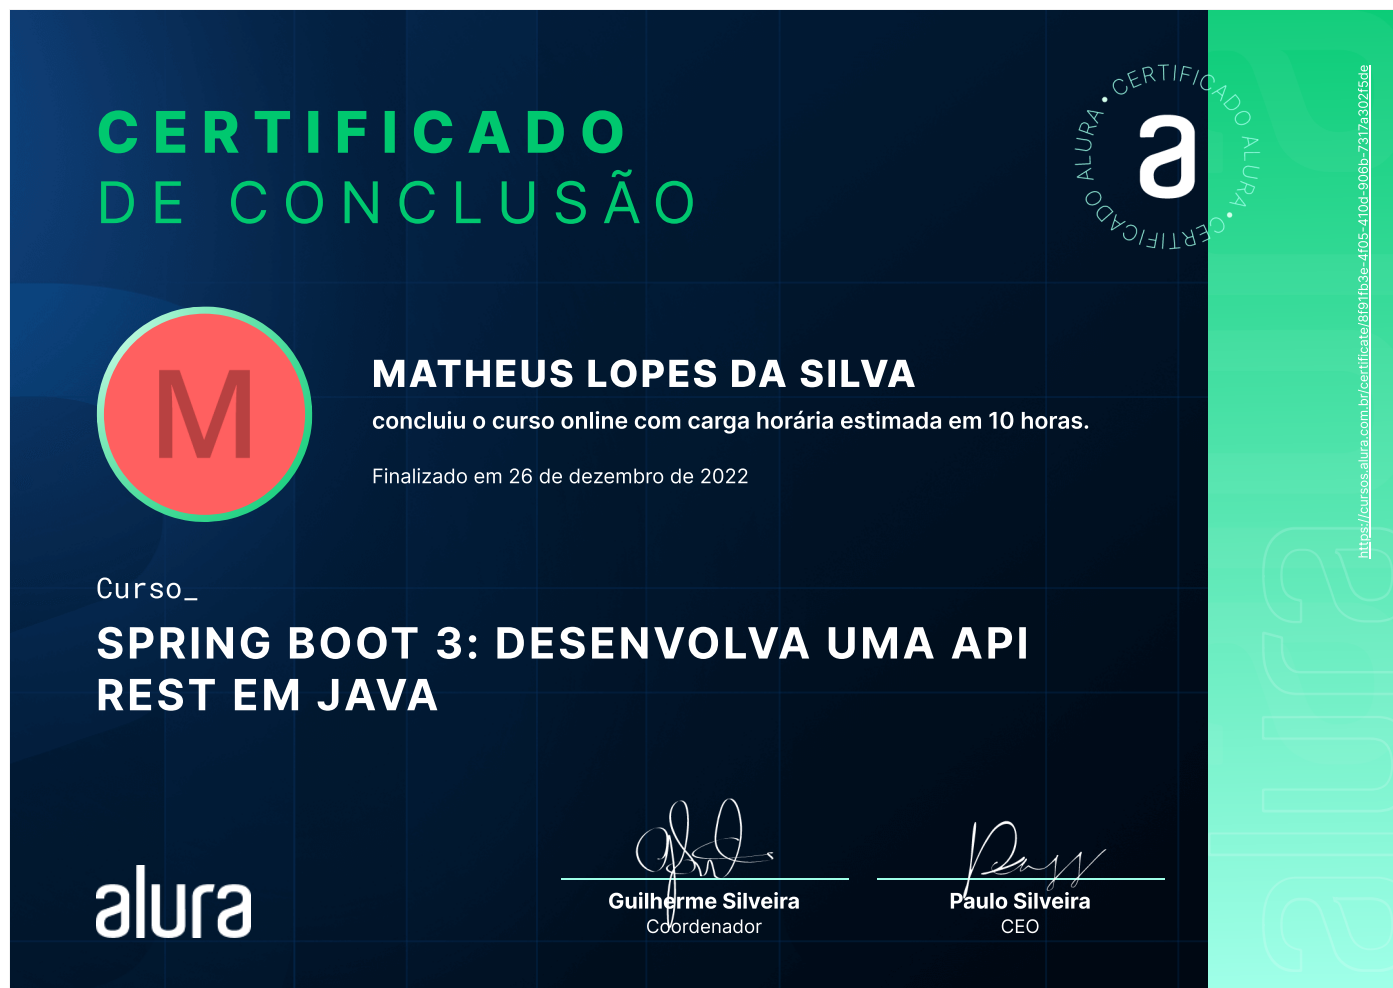 CERTIFICADO
DE CONCLUSÃO
CERTIFICADO ALURA • CERTIFICADO ALURA •
a
https://cursos.alura.com.br/certificate/8f91fb3e-4f05-410d-906b-7317a302f5de
M
MATHEUS LOPES DA SILVA
concluiu o curso online com carga horária estimada em 10 horas.
Finalizado em 26 de dezembro de 2022
Curso_
SPRING BOOT 3: DESENVOLVA UMA API
REST EM JAVA
alura
Guilherme Silveira
Coordenador
Paulo Silveira
CEO
alura